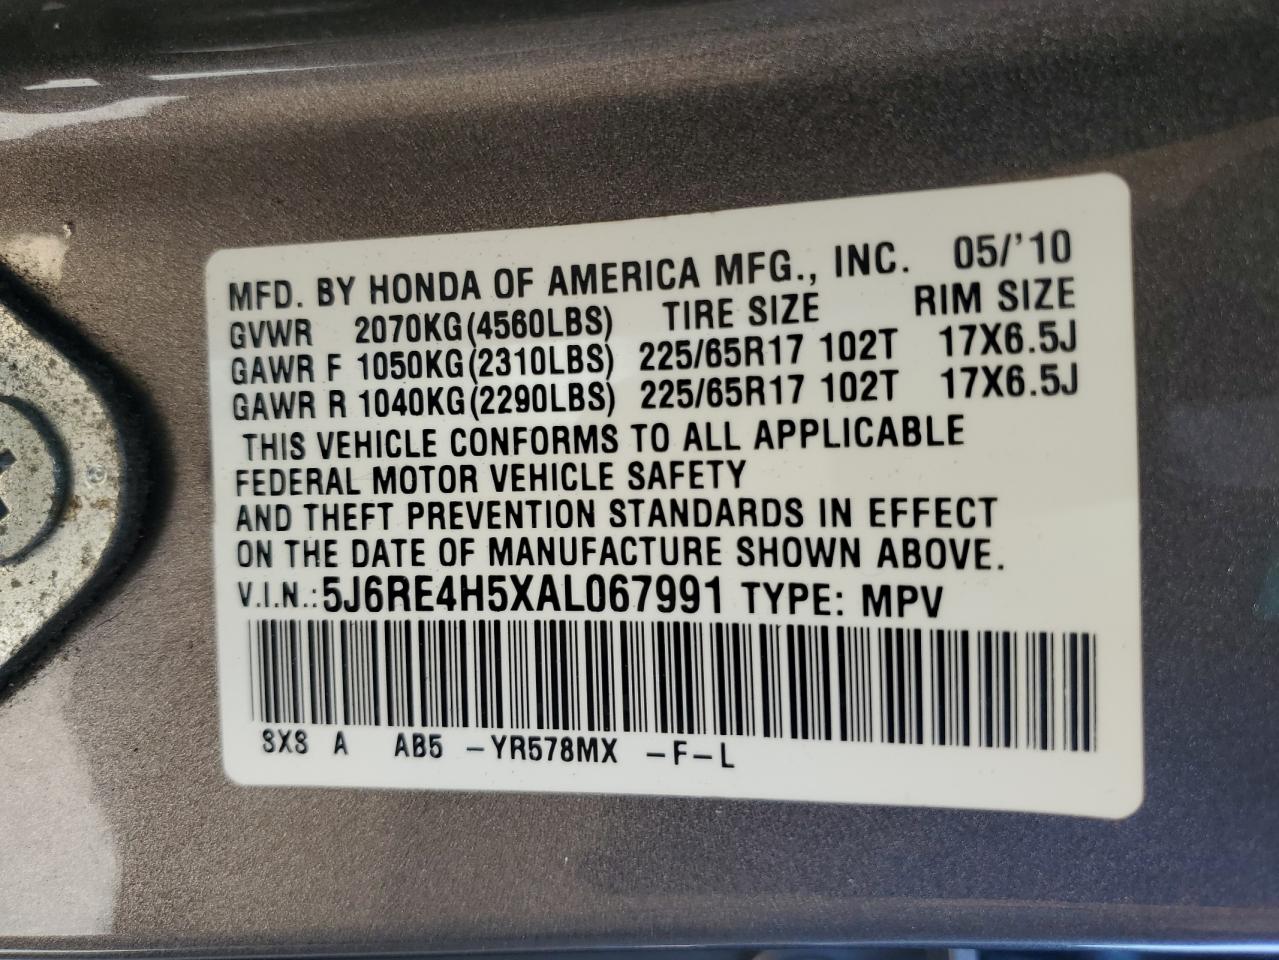 MFD. BY HONDA OF AMERICA MFG., INC. 05/'10
GVWR 2070KG(4560LBS) TIRE SIZE RIM SIZE
GAWR F 1050KG(2310LBS) 225/65R17 102T 17X6.5J
GAWR R 1040KG(2290LBS) 225/65R17 102T 17X6.5J
THIS VEHICLE CONFORMS TO ALL APPLICABLE
FEDERAL MOTOR VEHICLE SAFETY
AND THEFT PREVENTION STANDARDS IN EFFECT
ON THE DATE OF MANUFACTURE SHOWN ABOVE.
V.I.N.: 5J6RE4H5XAL067991 TYPE: MPV
SXS A AB5 -YR578MX -F-L